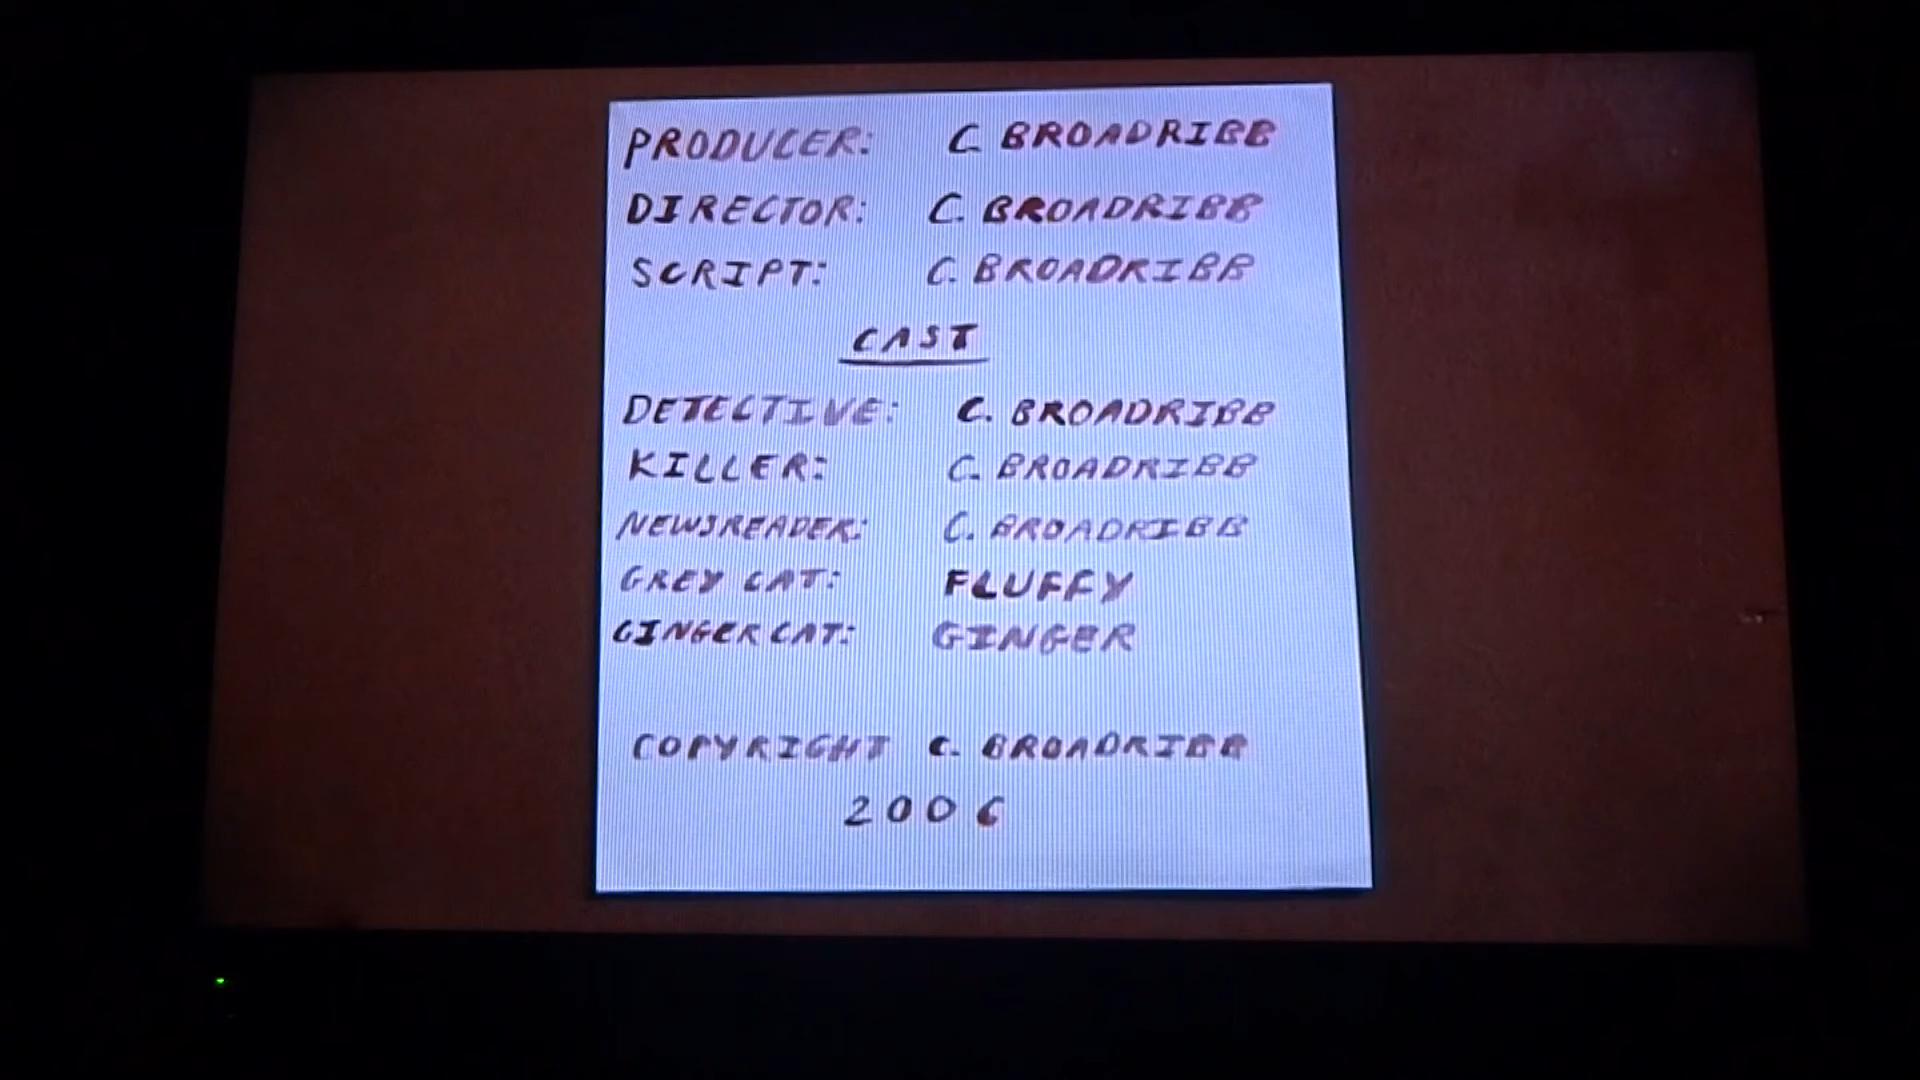 PRODUCER: C. BROADRIBB
DIRECTOR: C. BROADRIBB
SCRIPT: C. BROADRIBB
CAST
DETECTIVE: C. BROADRIBB
KILLER: C. BROADRIBB
NEWSREADER: C. BROADRIBB
GREY CAT: FLUFFY
GINGER CAT: GINGER
COPYRIGHT C. BROADRIBB
2006